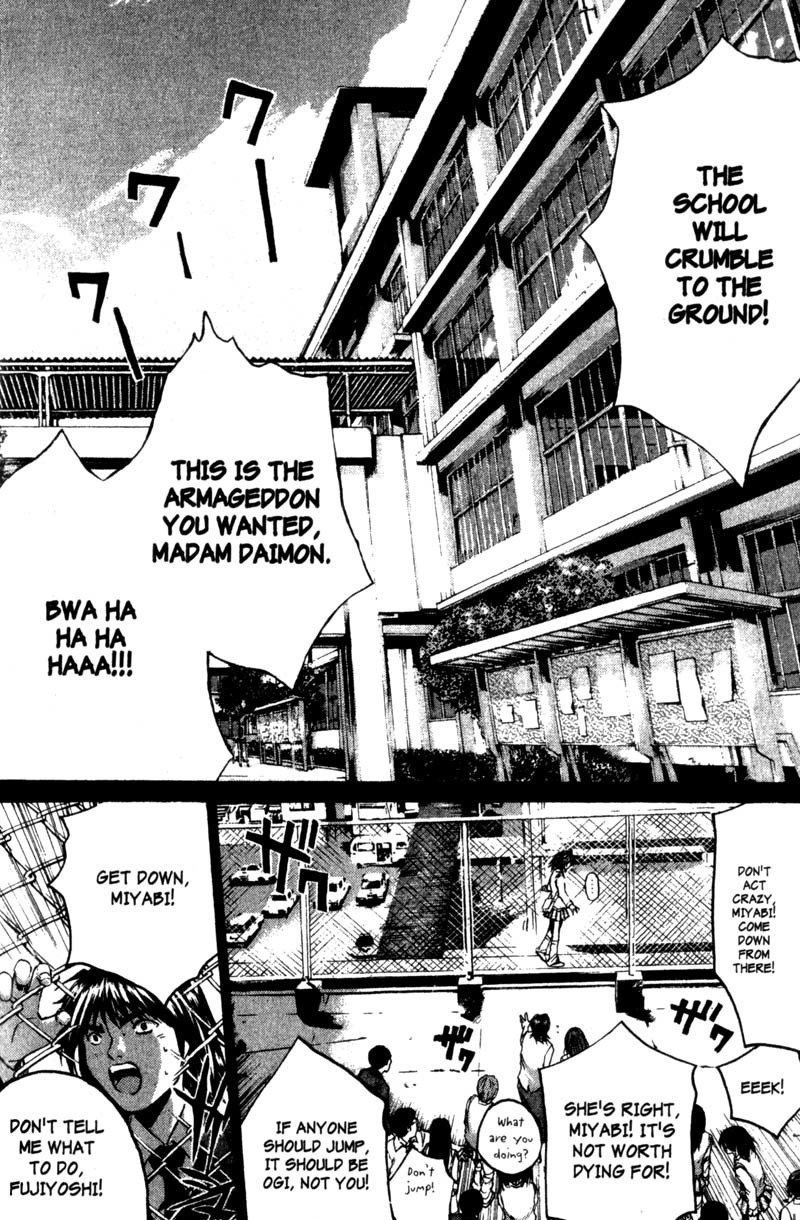 THE
SCHOOL
WILL
CRUMBLE
TO THE
GROUND!
ワー
ワー
ワー
THIS IS THE
ARMAGEDDON
YOU WANTED,
MADAM DAIMON.
BWA HA
HA HA
HAAA!!!
DON'T
ACT
CRAZY,
MIYABI!
COME
DOWN
FROM
THERE!
……
ザワ
EEEK!
SHE'S RIGHT,
MIYABI! IT'S
NOT WORTH
DYING FOR!
ザワ
What
are you
doing?
Don't
jump!
IF ANYONE
SHOULD JUMP,
IT SHOULD BE
OGI, NOT YOU!
GET DOWN,
MIYABI!
DON'T TELL
ME WHAT
TO DO,
FUJIYOSHI!